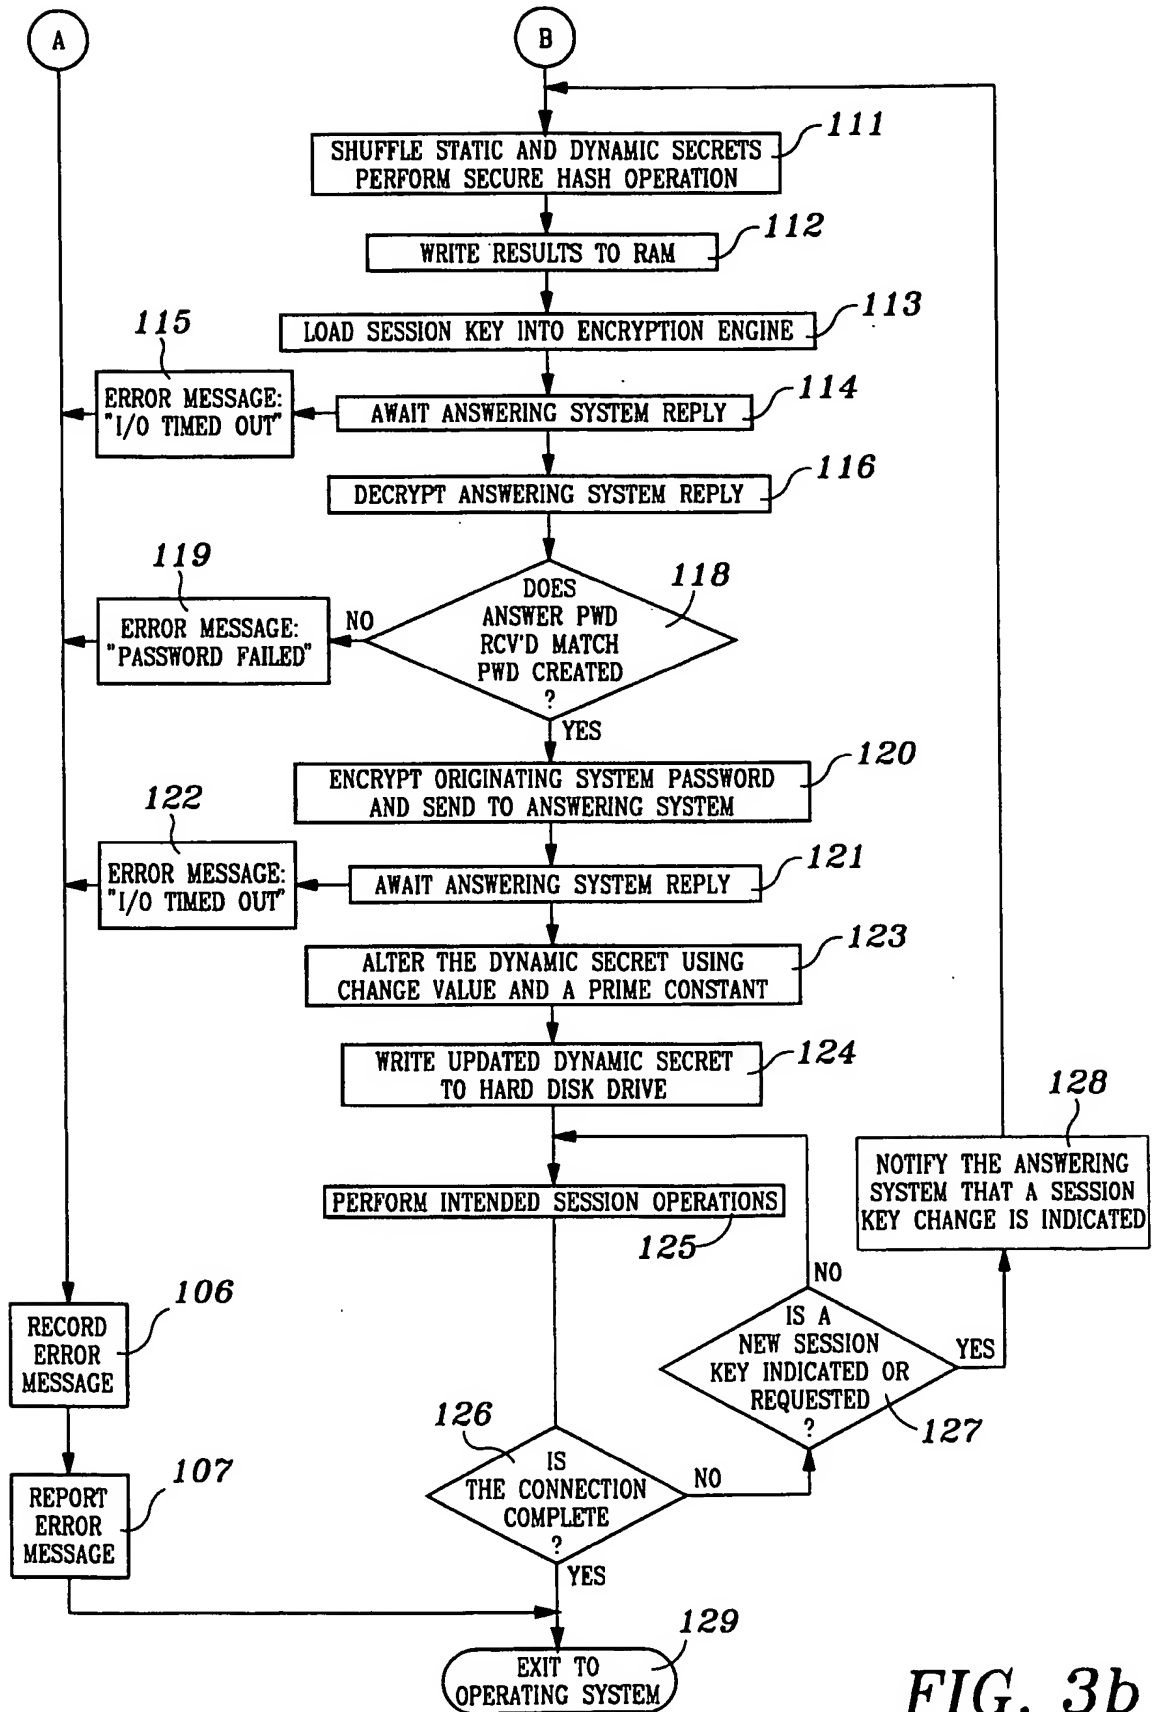 A
B
111
SHUFFLE STATIC AND DYNAMIC SECRETS
PERFORM SECURE HASH OPERATION
112
WRITE RESULTS TO RAM
113
LOAD SESSION KEY INTO ENCRYPTION ENGINE
115
ERROR MESSAGE:
"I/O TIMED OUT"
114
AWAIT ANSWERING SYSTEM REPLY
116
DECRYPT ANSWERING SYSTEM REPLY
119
ERROR MESSAGE:
"PASSWORD FAILED"
NO
118
DOES
ANSWER PWD
RCV'D MATCH
PWD CREATED
?
YES
120
ENCRYPT ORIGINATING SYSTEM PASSWORD
AND SEND TO ANSWERING SYSTEM
122
ERROR MESSAGE:
"I/O TIMED OUT"
121
AWAIT ANSWERING SYSTEM REPLY
123
ALTER THE DYNAMIC SECRET USING
CHANGE VALUE AND A PRIME CONSTANT
124
WRITE UPDATED DYNAMIC SECRET
TO HARD DISK DRIVE
128
NOTIFY THE ANSWERING
SYSTEM THAT A SESSION
KEY CHANGE IS INDICATED
PERFORM INTENDED SESSION OPERATIONS
125
NO
IS A
NEW SESSION
KEY INDICATED OR
REQUESTED
?
YES
127
106
RECORD
ERROR
MESSAGE
126
IS
THE CONNECTION
COMPLETE
?
NO
YES
107
REPORT
ERROR
MESSAGE
129
EXIT TO
OPERATING SYSTEM
FIG. 3b